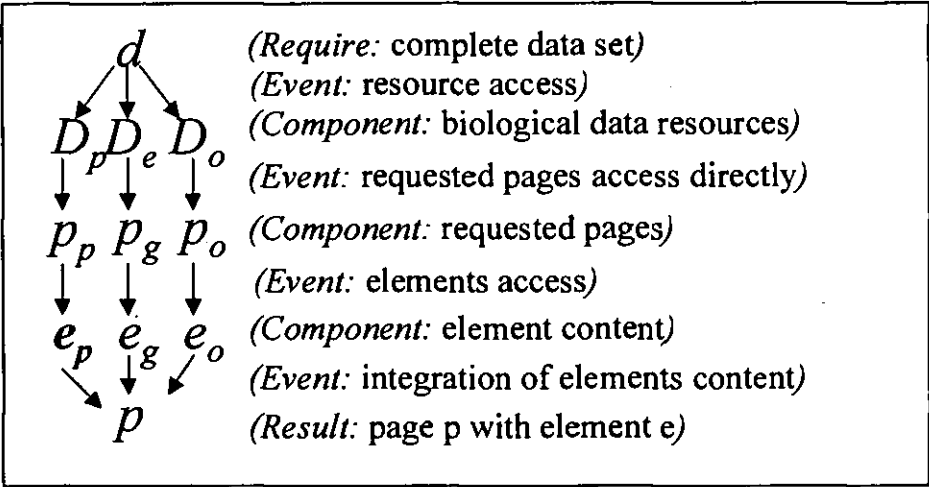 d (Require: complete data set)
(Event: resource access)
D_p D_e D_o (Component: biological data resources)
(Event: requested pages access directly)
p_p p_g p_o (Component: requested pages)
(Event: elements access)
e_p e_g e_o (Component: element content)
(Event: integration of elements content)
p (Result: page p with element e)